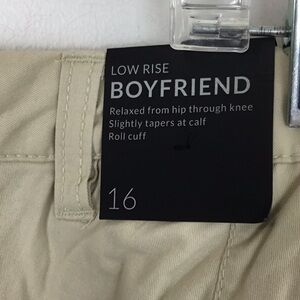 LOW RISE
BOYFRIEND
Relaxed from hip through knee
Slightly tapers at calf
Roll cuff
16